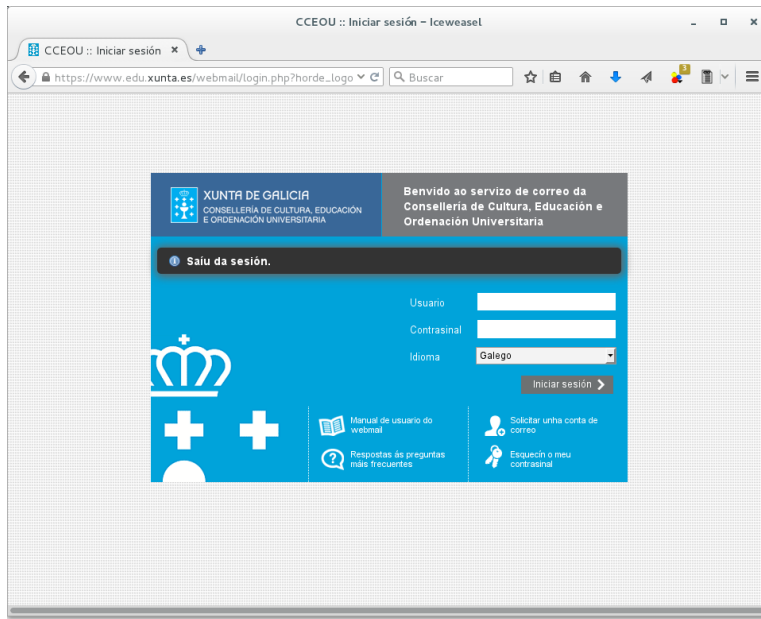 CCEOU :: Iniciar sesión – Iceweasel
CCEOU :: Iniciar sesión
https://www.edu.xunta.es/webmail/login.php?horde_logo
Buscar
3
XUNTA DE GALICIA
CONSELLERÍA DE CULTURA, EDUCACIÓN
E ORDENACIÓN UNIVERSITARIA
Benvido ao servizo de correo da
Consellería de Cultura, Educación e
Ordenación Universitaria
Saíu da sesión.
Usuario
Contrasinal
Idioma
Galego
Iniciar sesión
Manual de usuario do
webmail
Solicitar unha conta de
correo
Respostas ás preguntas
máis frecuentes
Esquecín o meu
contrasinal